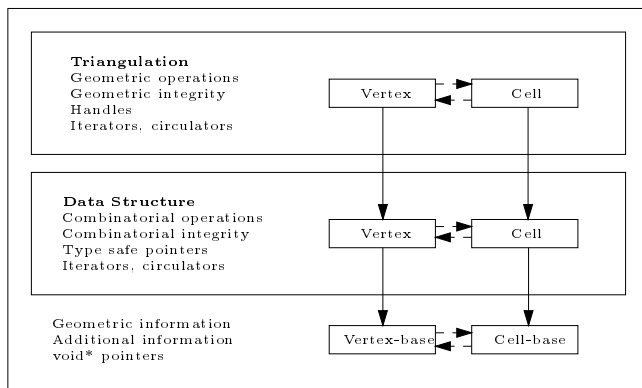 Triangulation
Geometric operations
Geometric integrity
Handles
Iterators, circulators
Vertex
Cell
Data Structure
Combinatorial operations
Combinatorial integrity
Type safe pointers
Iterators, circulators
Vertex
Cell
Geometric information
Additional information
void* pointers
Vertex-base
Cell-base